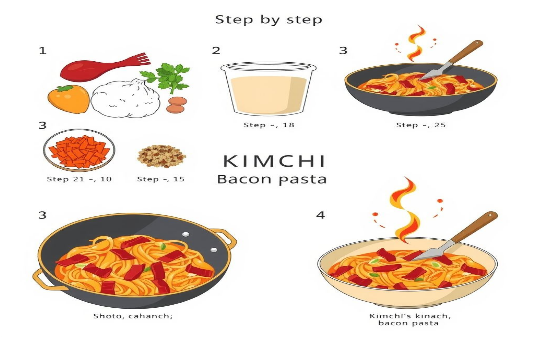 Step by step
1
2
3
Step –, 18
Step –, 25
3
Step 21 –, 10
Step –, 15
KIMCHI
Bacon pasta
3
4
Shoto, cahanch;
Kimchi's kinach,
bacon pasta